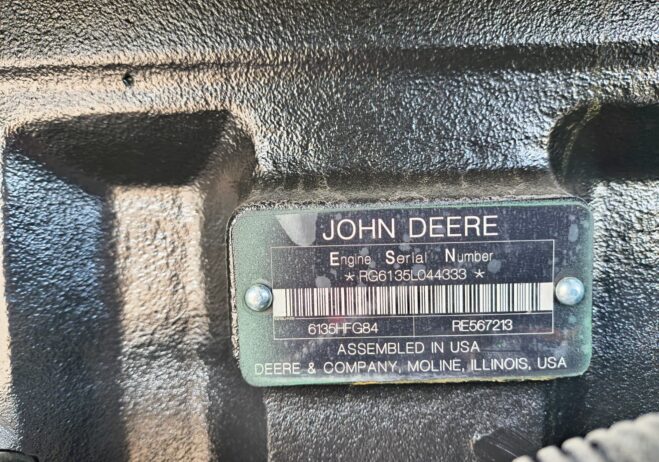 JOHN DEERE
Engine Serial Number
* RG6135L044333 *
6135HFG84 RE567213
ASSEMBLED IN USA
DEERE & COMPANY, MOLINE, ILLINOIS, USA